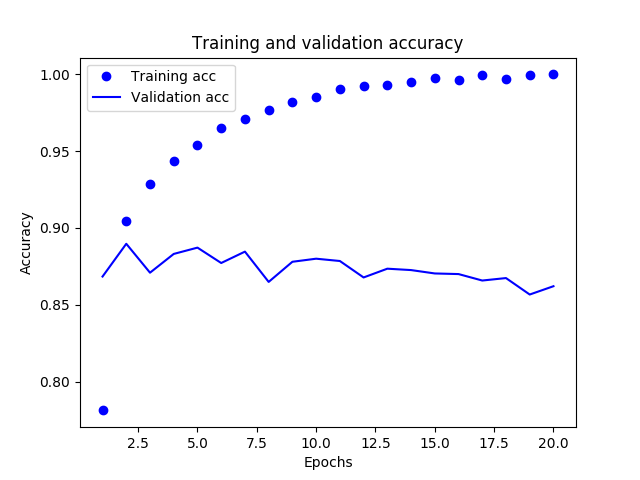 Training and validation accuracy
Training acc
Validation acc
1.00
0.95
0.90
0.85
0.80
Accuracy
2.5 5.0 7.5 10.0 12.5 15.0 17.5 20.0
Epochs